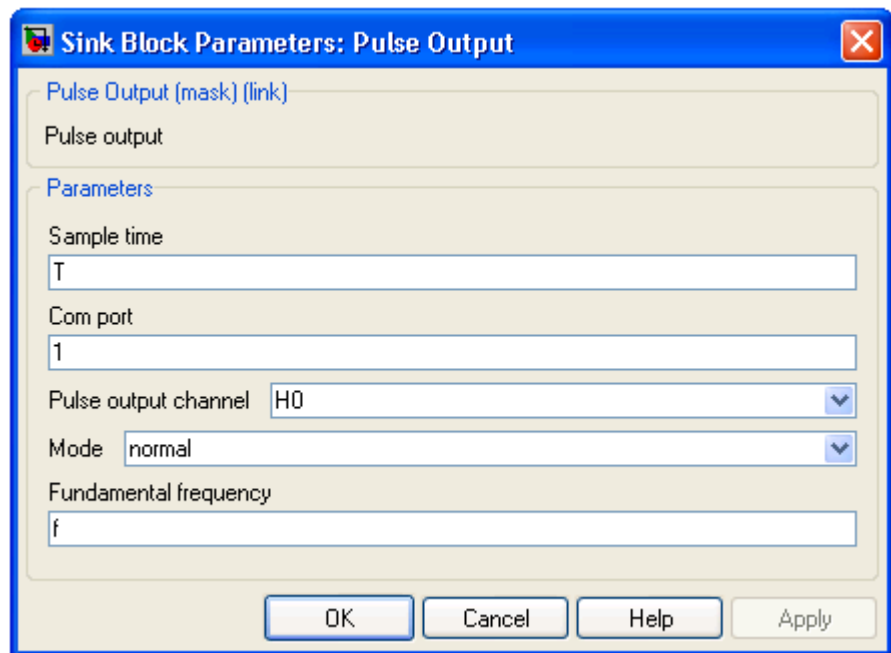 Sink Block Parameters: Pulse Output
Pulse Output (mask) (link)
Pulse output
Parameters
Sample time
T
Com port
1
Pulse output channel H0
Mode normal
Fundamental frequency
f
OK Cancel Help Apply